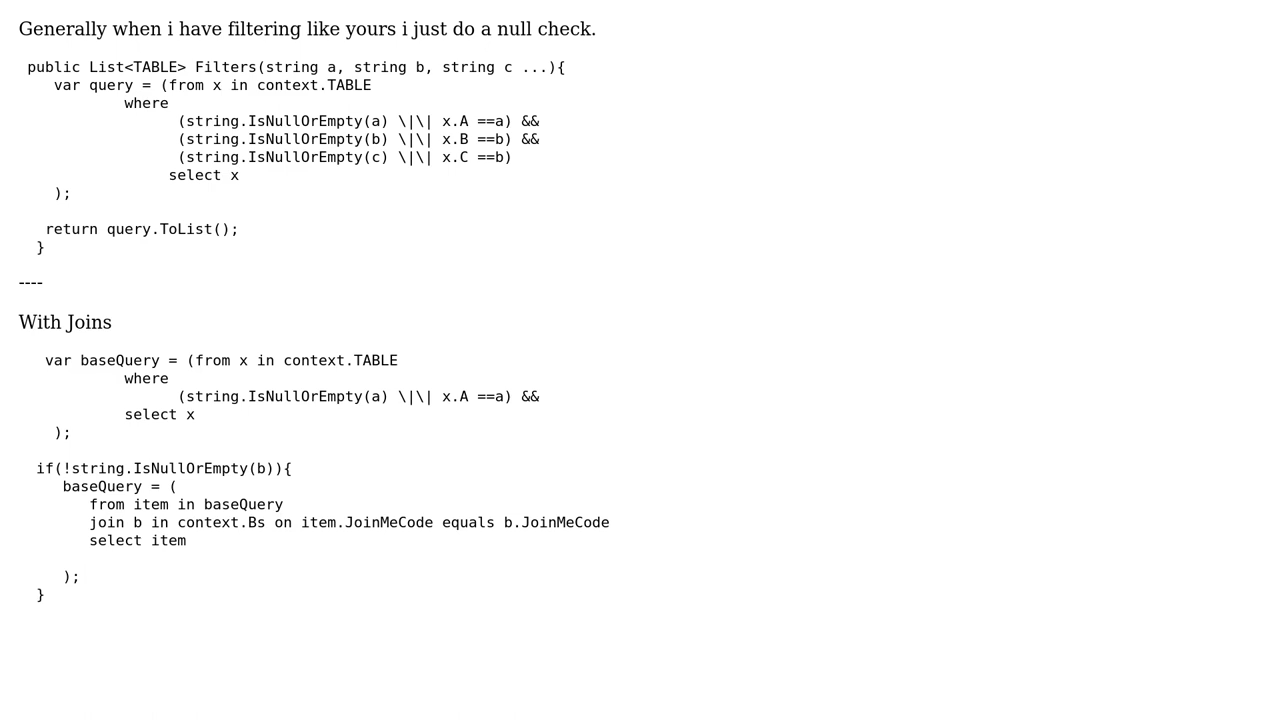 Generally when i have filtering like yours i just do a null check.
public List<TABLE> Filters(string a, string b, string c ...){
var query = (from x in context.TABLE
where
(string.IsNullOrEmpty(a) \|\| x.A ==a) &&
(string.IsNullOrEmpty(b) \|\| x.B ==b) &&
(string.IsNullOrEmpty(c) \|\| x.C ==b)
select x
);
return query.ToList();
}
----
With Joins
var baseQuery = (from x in context.TABLE
where
(string.IsNullOrEmpty(a) \|\| x.A ==a) &&
select x
);
if(!string.IsNullOrEmpty(b)){
baseQuery = (
from item in baseQuery
join b in context.Bs on item.JoinMeCode equals b.JoinMeCode
select item
);
}